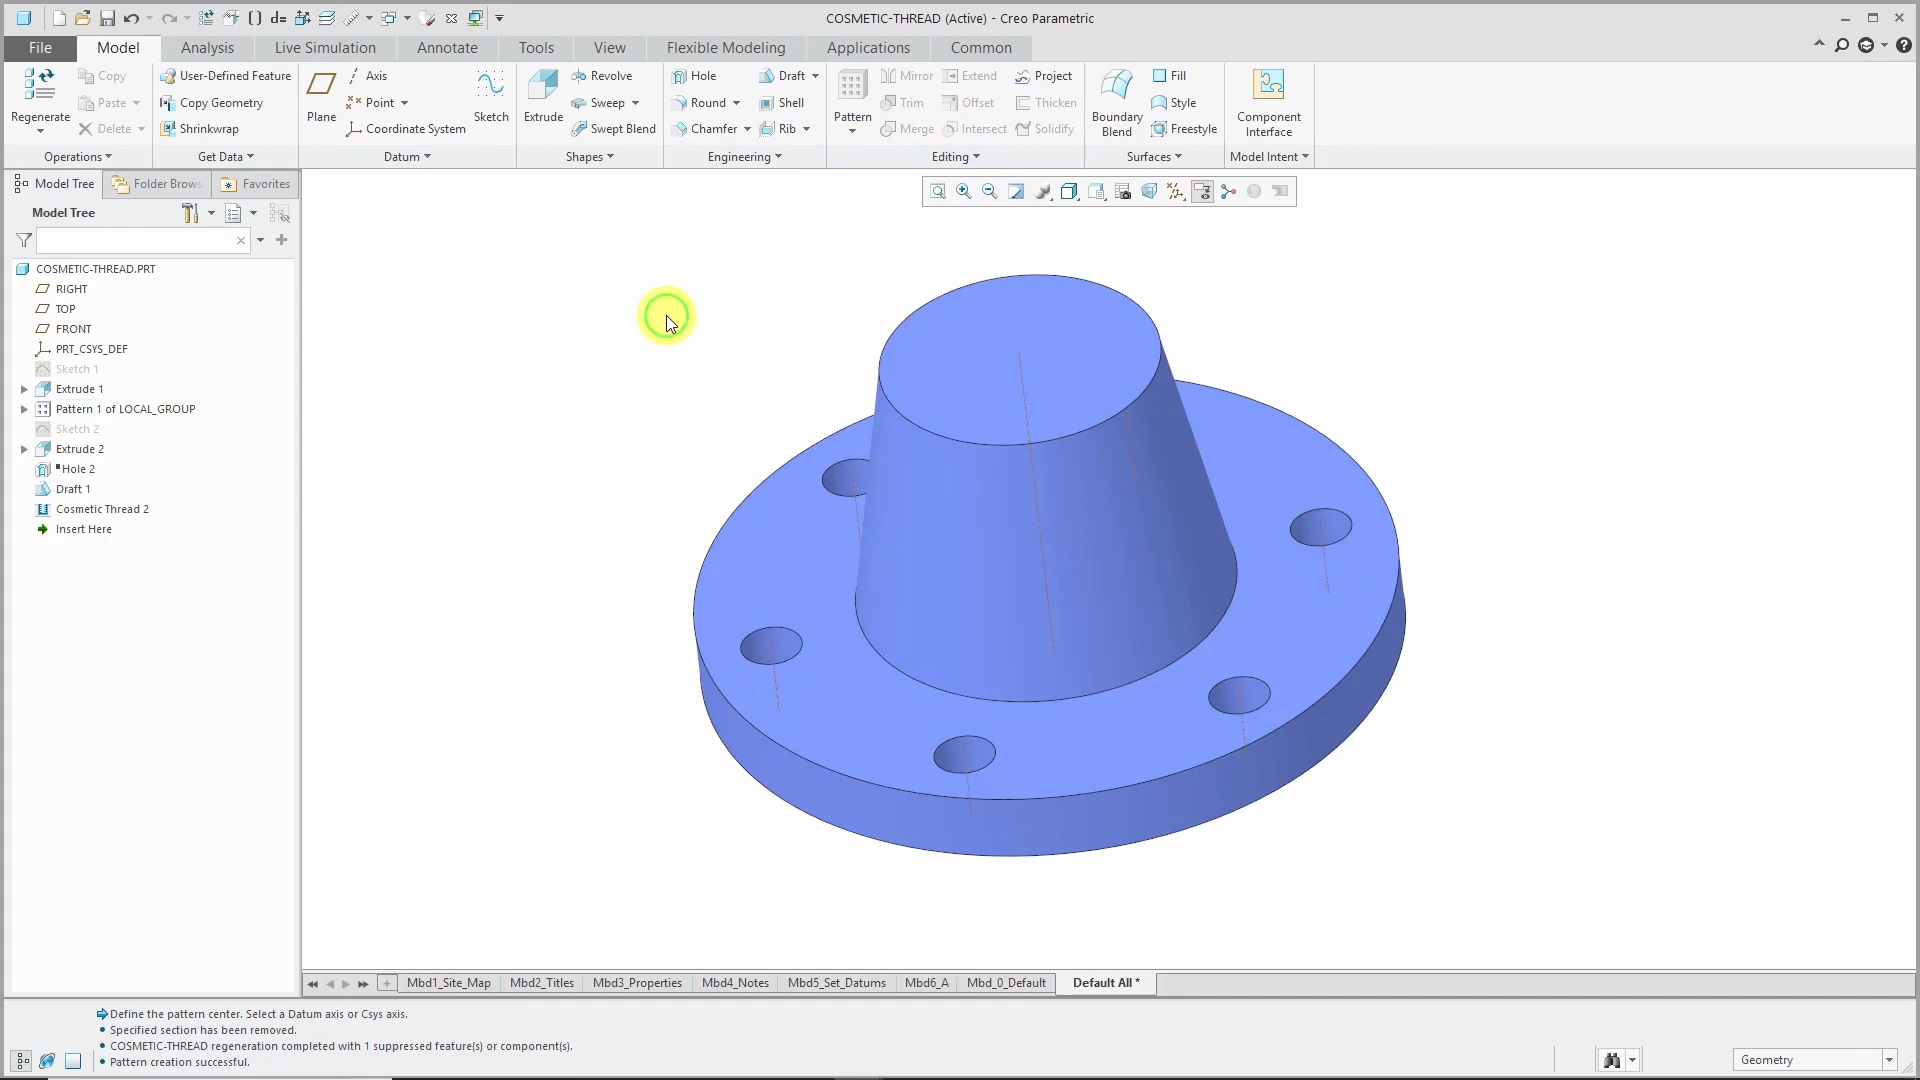 COSMETIC-THREAD (Active) - Creo Parametric
File Model Analysis Live Simulation Annotate Tools View Flexible Modeling Applications Common
Regenerate
Copy
Paste
Delete
Operations
User-Defined Feature
Copy Geometry
Shrinkwrap
Get Data
Plane
Axis
Point
Coordinate System
Sketch
Datum
Extrude
Revolve
Sweep
Swept Blend
Shapes
Hole
Round
Chamfer
Draft
Shell
Rib
Engineering
Pattern
Mirror
Trim
Merge
Extend
Offset
Intersect
Project
Thicken
Solidify
Editing
Boundary
Blend
Fill
Style
Freestyle
Surfaces
Component
Interface
Model Intent
Model Tree Folder Brows Favorites
Model Tree
COSMETIC-THREAD.PRT
RIGHT
TOP
FRONT
PRT_CSYS_DEF
Sketch 1
Extrude 1
Pattern 1 of LOCAL_GROUP
Sketch 2
Extrude 2
Hole 2
Draft 1
Cosmetic Thread 2
Insert Here
Mbd1_Site_Map Mbd2_Titles Mbd3_Properties Mbd4_Notes Mbd5_Set_Datums Mbd6_A Mbd_0_Default Default All *
Define the pattern center. Select a Datum axis or Csys axis.
• Specified section has been removed.
• COSMETIC-THREAD regeneration completed with 1 suppressed feature(s) or component(s).
• Pattern creation successful.
Geometry